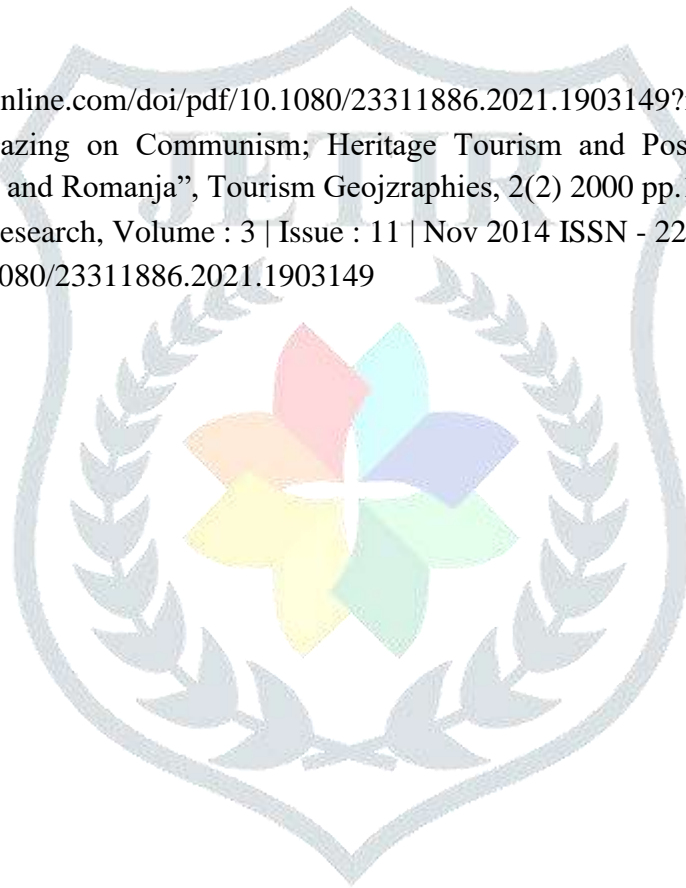 nline.com/doi/pdf/10.1080/23311886.2021.1903149?
azing on Communism; Heritage Tourism and Pos
and Romanja”, Tourism Geojzraphies, 2(2) 2000 pp.
esearch, Volume : 3 | Issue : 11 | Nov 2014 ISSN - 22
080/23311886.2021.1903149
JETIR